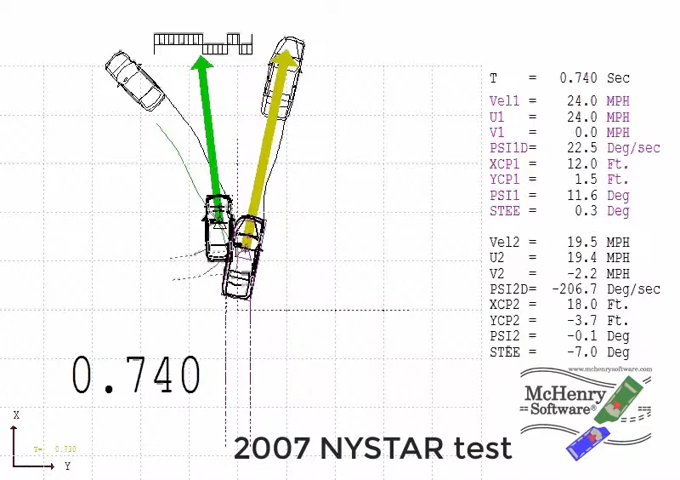 T = 0.740 Sec
Vel1 = 24.0 MPH
U1 = 24.0 MPH
V1 = 0.0 MPH
PSI1D= 22.5 Deg/sec
XCP1 = 12.0 Ft.
YCP1 = 1.5 Ft.
PSI1 = 11.6 Deg
STEE = 0.3 Deg
Vel2 = 19.5 MPH
U2 = 19.4 MPH
V2 = -2.2 MPH
PSI2D= -206.7 Deg/sec
XCP2 = 18.0 Ft.
YCP2 = -3.7 Ft.
PSI2 = -0.1 Deg
STEE = -7.0 Deg
0.740
www.mchenrysoftware.com
McHenry
Software®
X
T= 0.730
Y
2007 NYSTAR test